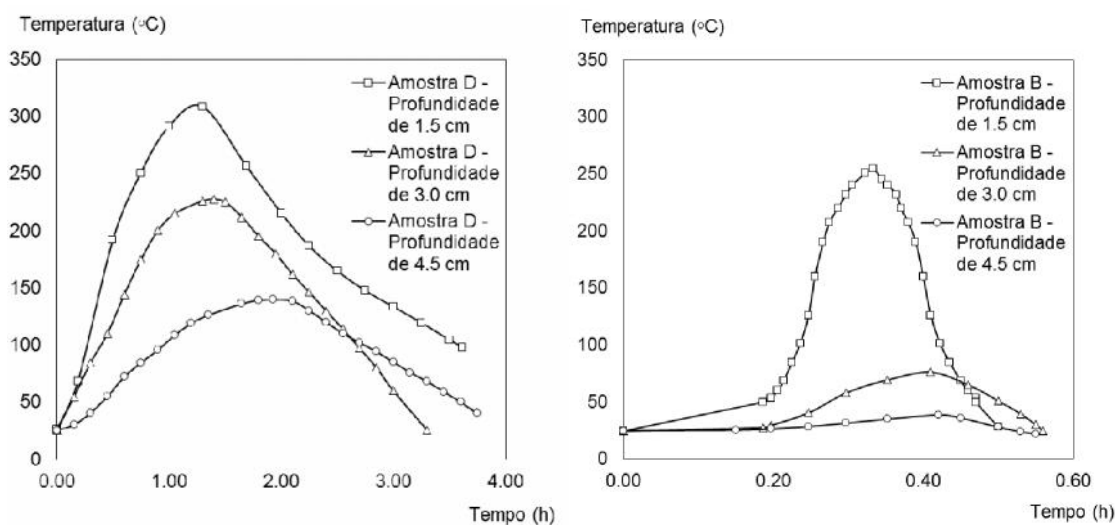 Temperatura (°C)
350
300
250
200
150
100
50
0
0.00
1.00
2.00
3.00
4.00
Tempo (h)
Amostra D -
Profundidade
de 1.5 cm
Amostra D -
Profundidade
de 3.0 cm
Amostra D -
Profundidade
de 4.5 cm
Temperatura (°C)
350
300
250
200
150
100
50
0
0.00
0.20
0.40
0.60
Tempo (h)
Amostra B -
Profundidade
de 1.5 cm
Amostra B -
Profundidade
de 3.0 cm
Amostra B -
Profundidade
de 4.5 cm